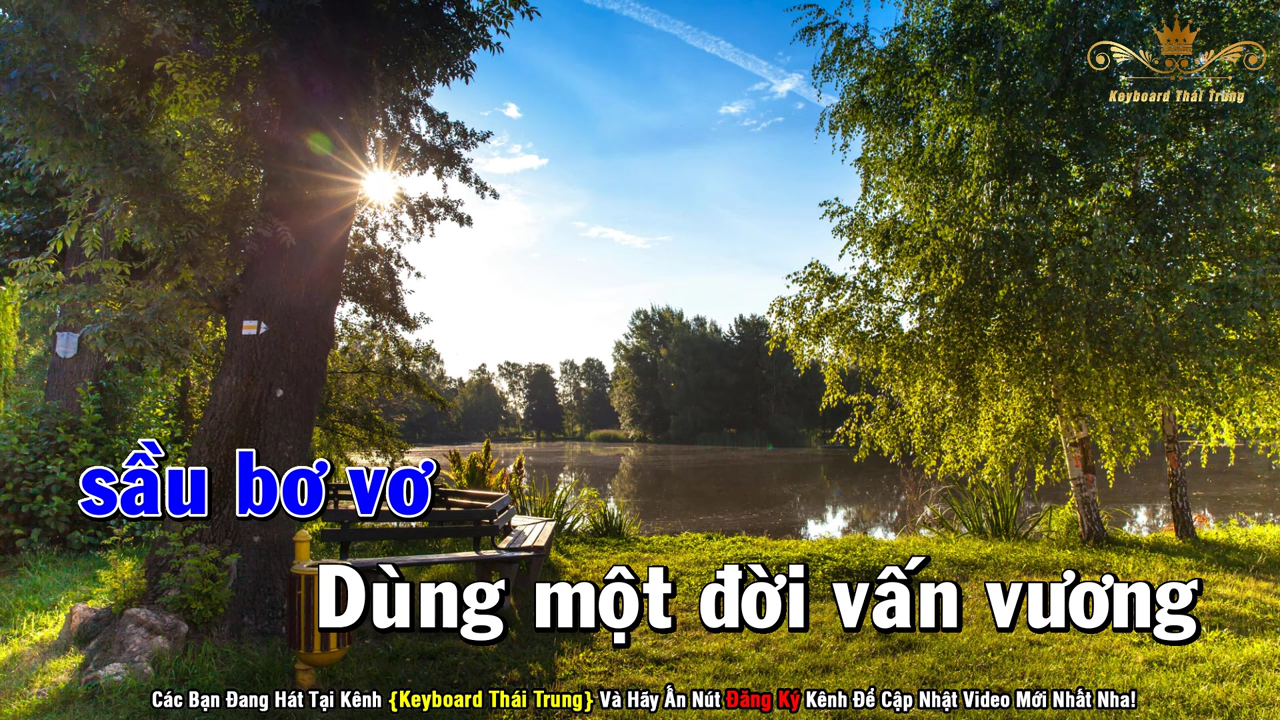 Keyboard Thái Trung
sầu bơ vơ
Dùng một đời vấn vương
Các Bạn Đang Hát Tại Kênh {Keyboard Thái Trung} Và Hãy Ấn Nút Đăng Ký Kênh Để Cập Nhật Video Mới Nhất Nha!